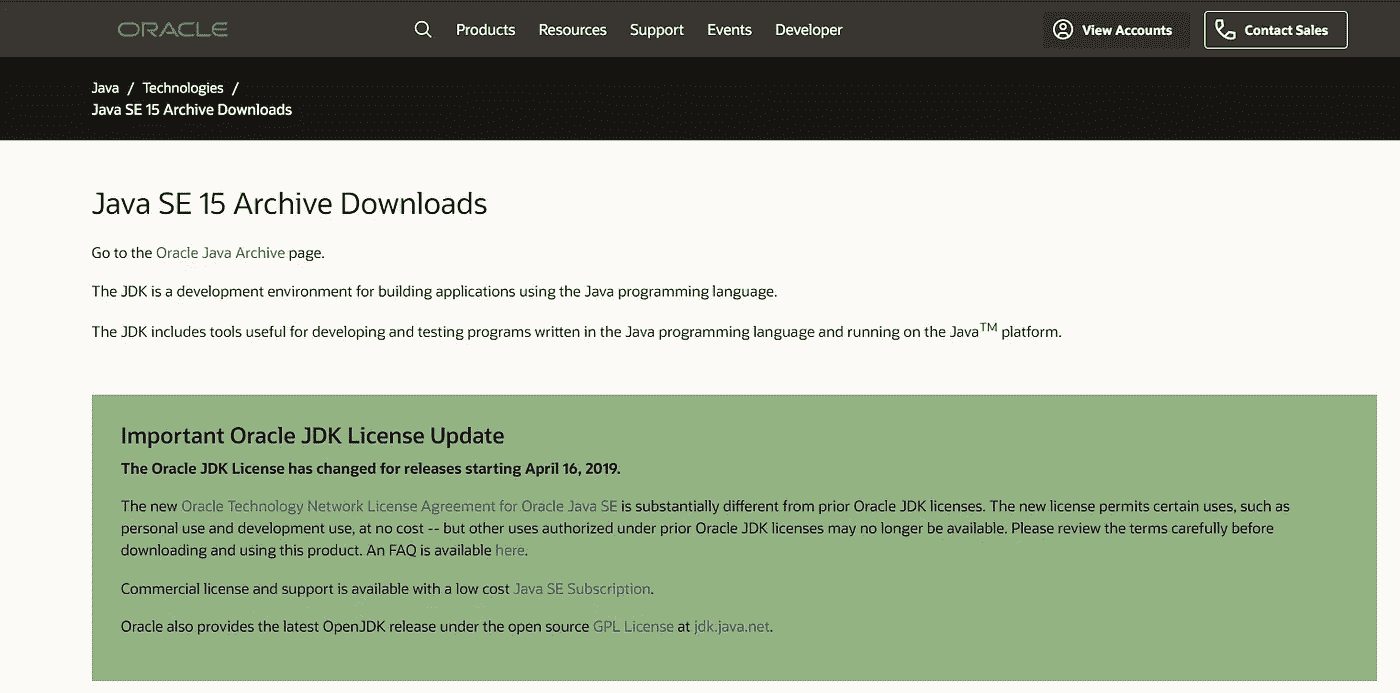 ORACLE
Products Resources Support Events Developer
View Accounts
Contact Sales
Java / Technologies /
Java SE 15 Archive Downloads
Java SE 15 Archive Downloads
Go to the Oracle Java Archive page.
The JDK is a development environment for building applications using the Java programming language.
The JDK includes tools useful for developing and testing programs written in the Java programming language and running on the Java™ platform.
Important Oracle JDK License Update
The Oracle JDK License has changed for releases starting April 16, 2019.
The new Oracle Technology Network License Agreement for Oracle Java SE is substantially different from prior Oracle JDK licenses. The new license permits certain uses, such as
personal use and development use, at no cost -- but other uses authorized under prior Oracle JDK licenses may no longer be available. Please review the terms carefully before
downloading and using this product. An FAQ is available here.
Commercial license and support is available with a low cost Java SE Subscription.
Oracle also provides the latest OpenJDK release under the open source GPL License at jdk.java.net.